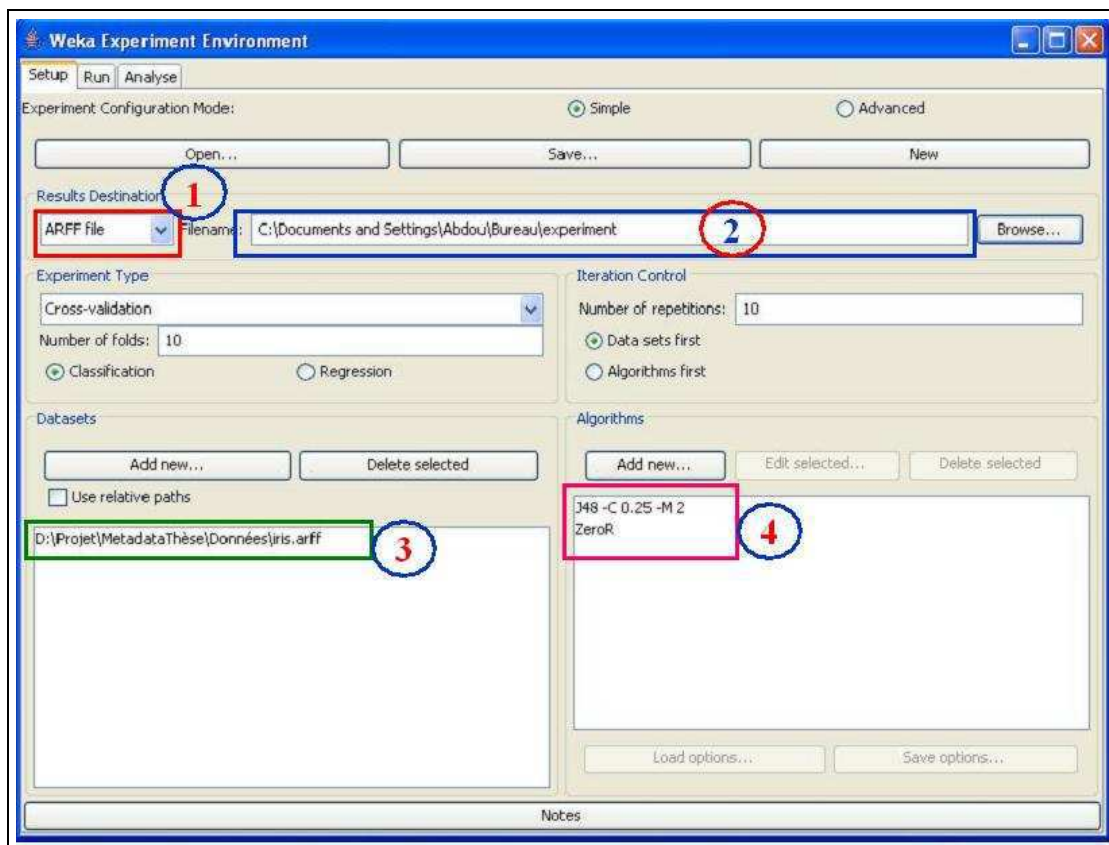 Weka Experiment Environment
Setup Run Analyse
Experiment Configuration Mode: Simple Advanced
Open... Save... New
Results Destination 1
ARFF file Filename: C:\Documents and Settings\Abdou\Bureau\experiment 2 Browse...
Experiment Type
Cross-validation
Number of folds: 10
Classification Regression
Iteration Control
Number of repetitions: 10
Data sets first
Algorithms first
Datasets
Add new... Delete selected
Use relative paths
D:\Projet\MetadataThèse\Données\iris.arff 3
Algorithms
Add new... Edit selected... Delete selected
J48 -C 0.25 -M 2
ZeroR 4
Load options... Save options...
Notes